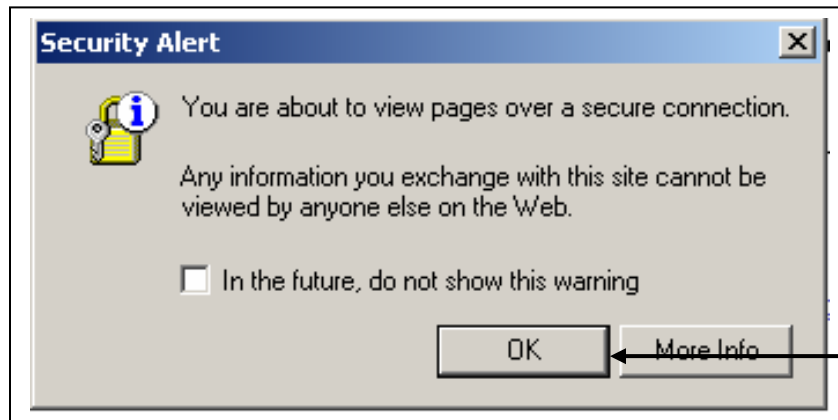 Security Alert
You are about to view pages over a secure connection.
Any information you exchange with this site cannot be
viewed by anyone else on the Web.
In the future, do not show this warning
OK More Info